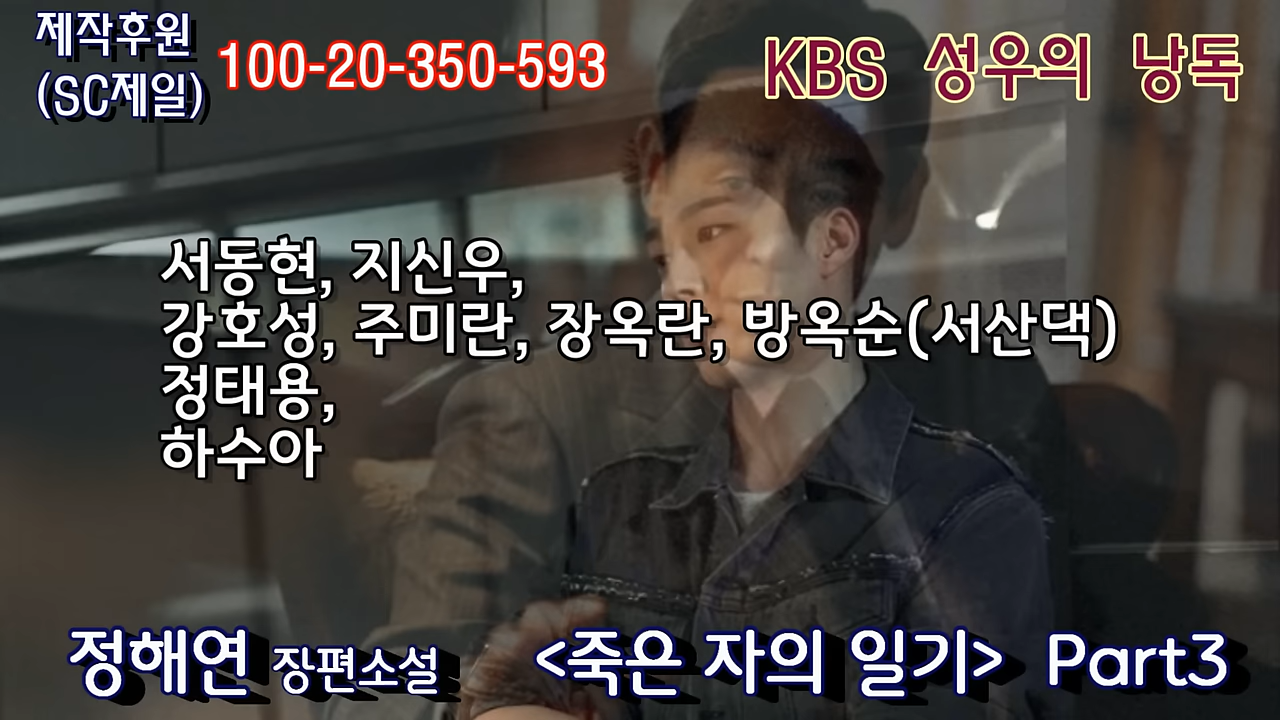 제작후원
(SC제일)
100-20-350-593
KBS 성우의 낭독
서동현, 지신우,
강호성, 주미란, 장옥란, 방옥순(서산댁)
정태용,
하수아
정해연 장편소설 <죽은 자의 일기> Part3